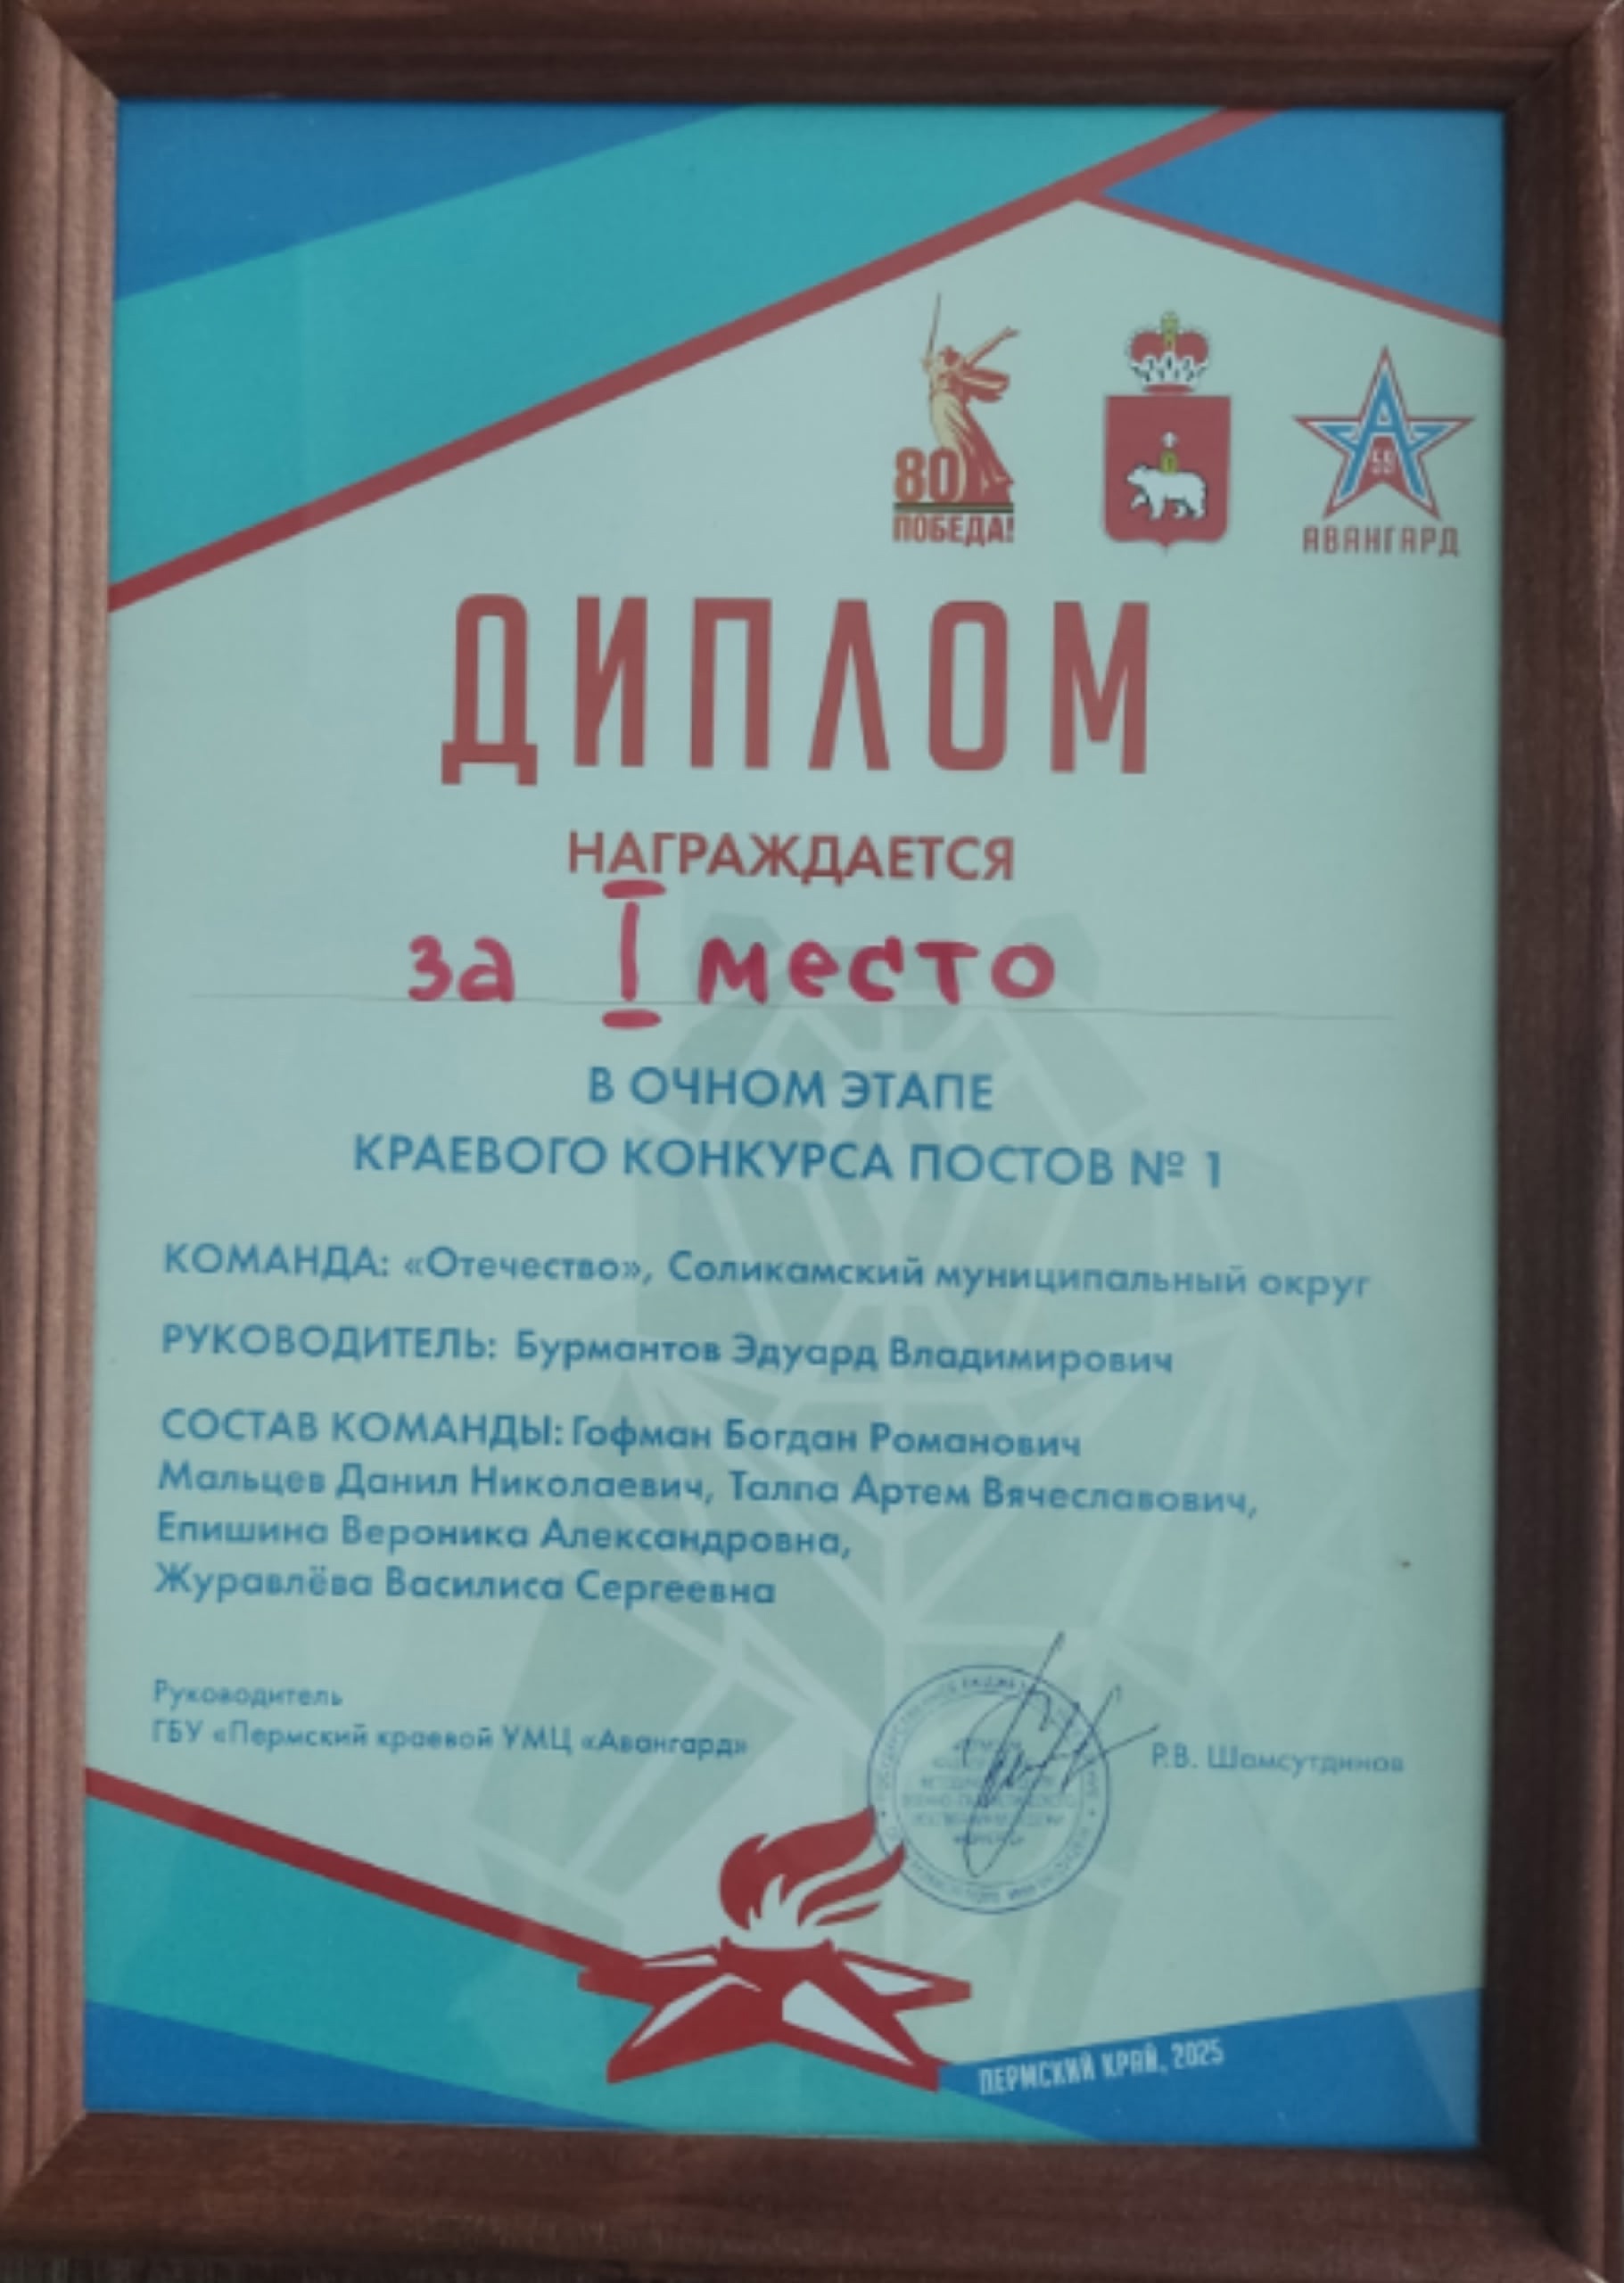 80
ПОБЕДА!
А
59
АВАНГАРД
ДИПЛОМ
НАГРАЖДАЕТСЯ
за I место
В ОЧНОМ ЭТАПЕ
КРАЕВОГО КОНКУРСА ПОСТОВ № 1
КОМАНДА: «Отечество», Соликамский муниципальный округ
РУКОВОДИТЕЛЬ: Бурмантов Эдуард Владимирович
СОСТАВ КОМАНДЫ: Гофман Богдан Романович
Мальцев Данил Николаевич, Талпа Артем Вячеславович,
Епишина Вероника Александровна,
Журавлёва Василиса Сергеевна
Руководитель
ГБУ «Пермский краевой УМЦ «Авангард»
Р.В. Шамсутдинов
ПЕРМСКИЙ КРАЙ, 2025